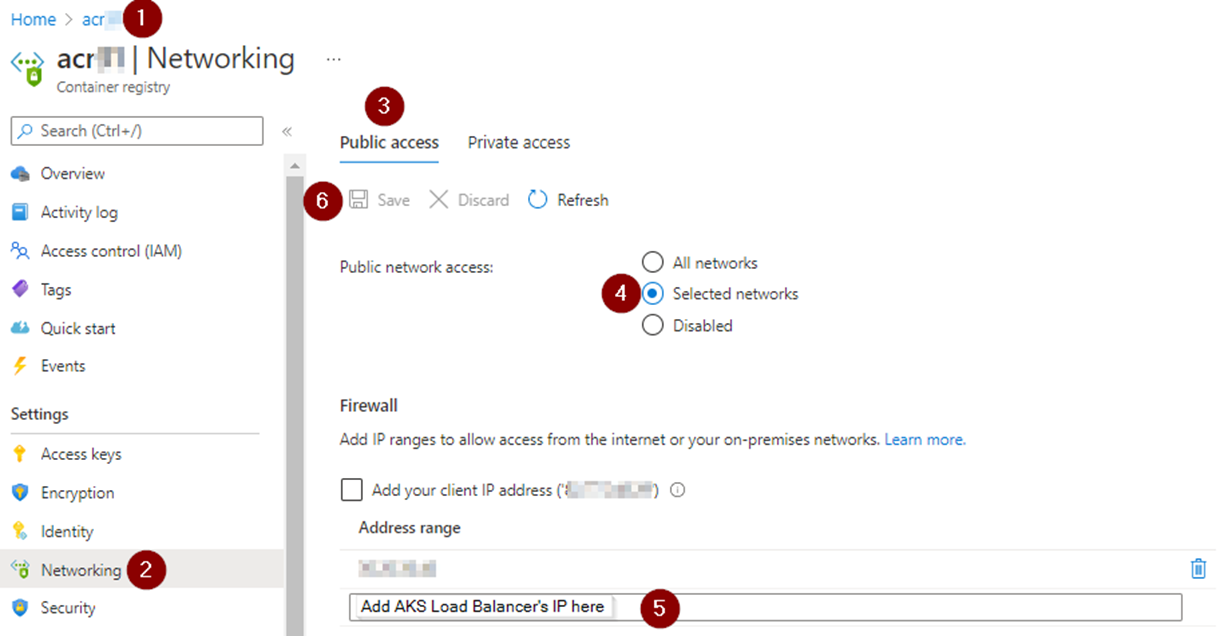 Home > acr 1
acr | Networking ...
Container registry
Search (Ctrl+/) «
Overview
Activity log
Access control (IAM)
Tags
Quick start
Events
Settings
Access keys
Encryption
Identity
Networking 2
Security
3
Public access Private access
6 Save Discard Refresh
Public network access:
All networks
4 Selected networks
Disabled
Firewall
Add IP ranges to allow access from the internet or your on-premises networks. Learn more.
Add your client IP address (' ')
Address range
Add AKS Load Balancer's IP here 5